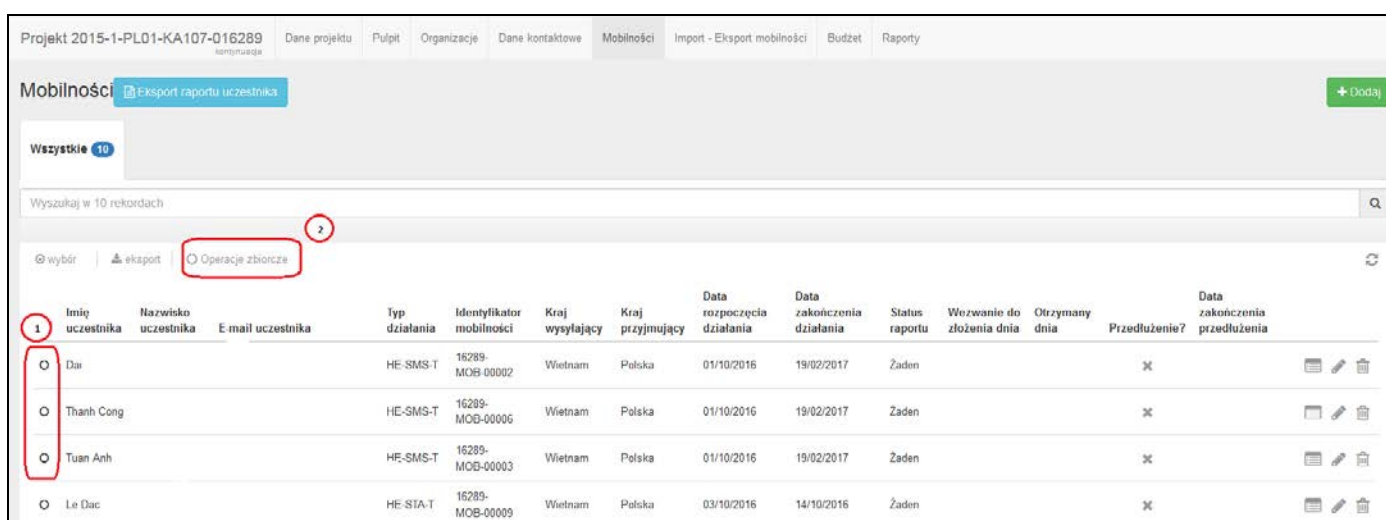 Projekt 2015-1-PL01-KA107-016289 Dane projektu Pulpit Organizacje Dane kontaktowe Mobilności Import - Eksport mobilności Budżet Raporty
kontynuacja
Mobilności Eksport raportu uczestnika + Dodaj
Wszystkie 10
Wyszukaj w 10 rekordach
2
wybór | eksport | Operacje zbiorcze
1 Imię uczestnika Nazwisko uczestnika E-mail uczestnika Typ działania Identyfikator mobilności Kraj wysyłający Kraj przyjmujący Data rozpoczęcia działania Data zakończenia działania Status raportu Wezwanie do złożenia dnia Otrzymany dnia Przedłużenie? Data zakończenia przedłużenia
Dai HE-SMS-T 16289-MOB-00002 Wietnam Polska 01/10/2016 19/02/2017 Żaden
Thanh Cong HE-SMS-T 16289-MOB-00006 Wietnam Polska 01/10/2016 19/02/2017 Żaden
Tuan Anh HE-SMS-T 16289-MOB-00003 Wietnam Polska 01/10/2016 19/02/2017 Żaden
Le Dac HE-STA-T 16289-MOB-00009 Wietnam Polska 03/10/2016 14/10/2016 Żaden